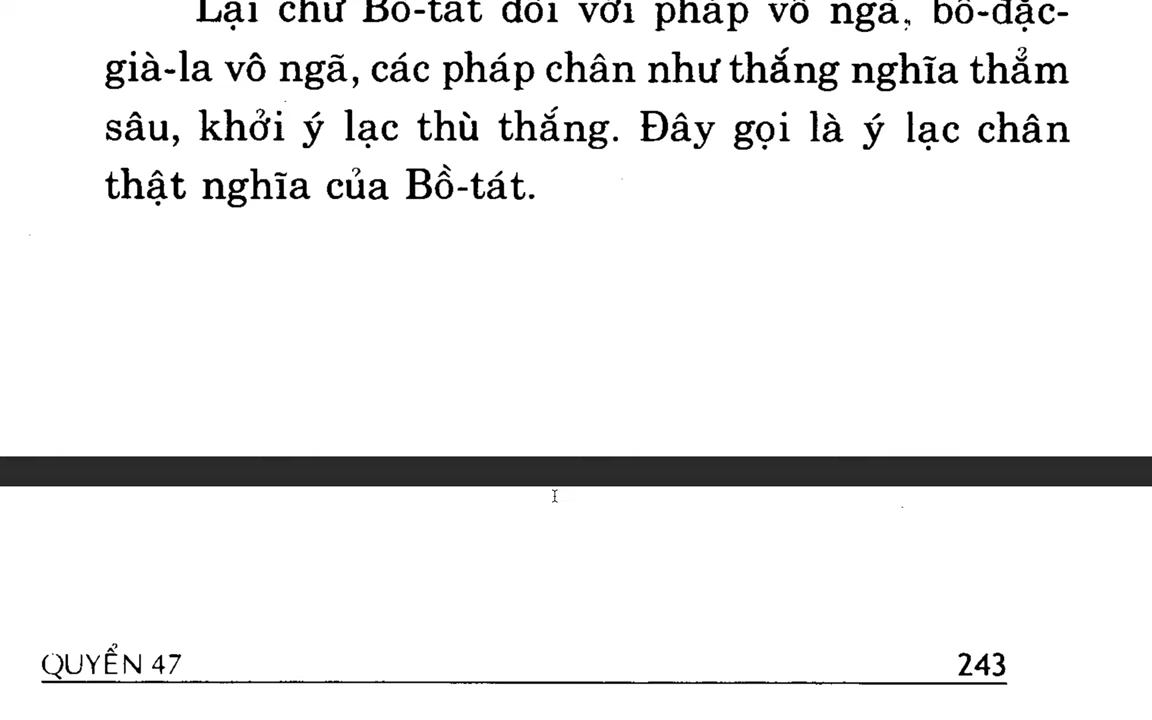 Lại chư Bồ-tát đối với pháp vô ngã, bổ-đặc-
già-la vô ngã, các pháp chân như thắng nghĩa thẳm
sâu, khởi ý lạc thù thắng. Đây gọi là ý lạc chân
thật nghĩa của Bồ-tát.
QUYỂN 47
243